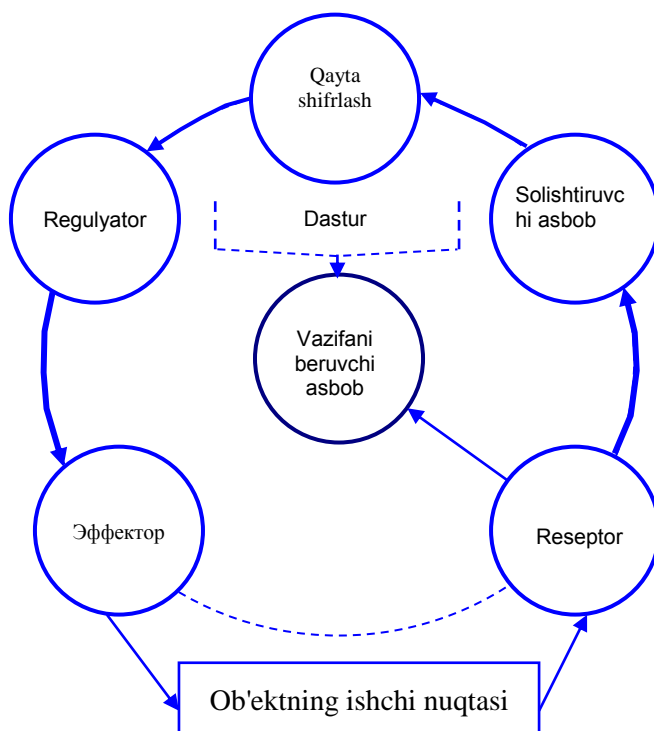 Qayta
shifrlash
Regulyator
Dastur
Solishtiruvc
hi asbob
Vazifani
beruvchi
asbob
Эффектор
Reseptor
Ob'ektning ishchi nuqtasi